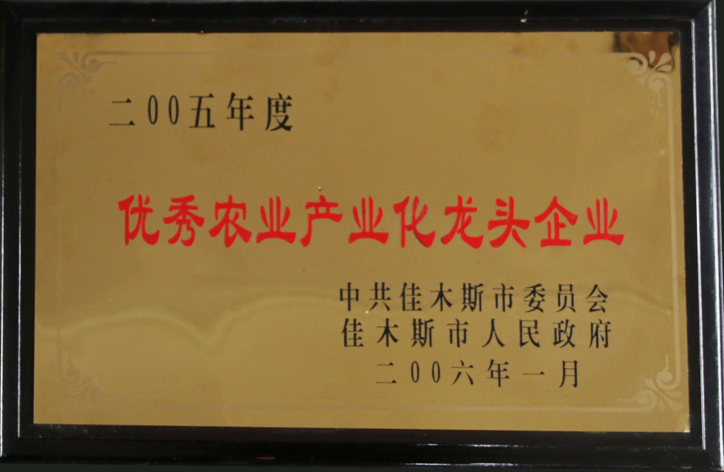 二00五年度
优秀农业产业化龙头企业
中共佳木斯市委员会
佳木斯市人民政府
二00六年一月